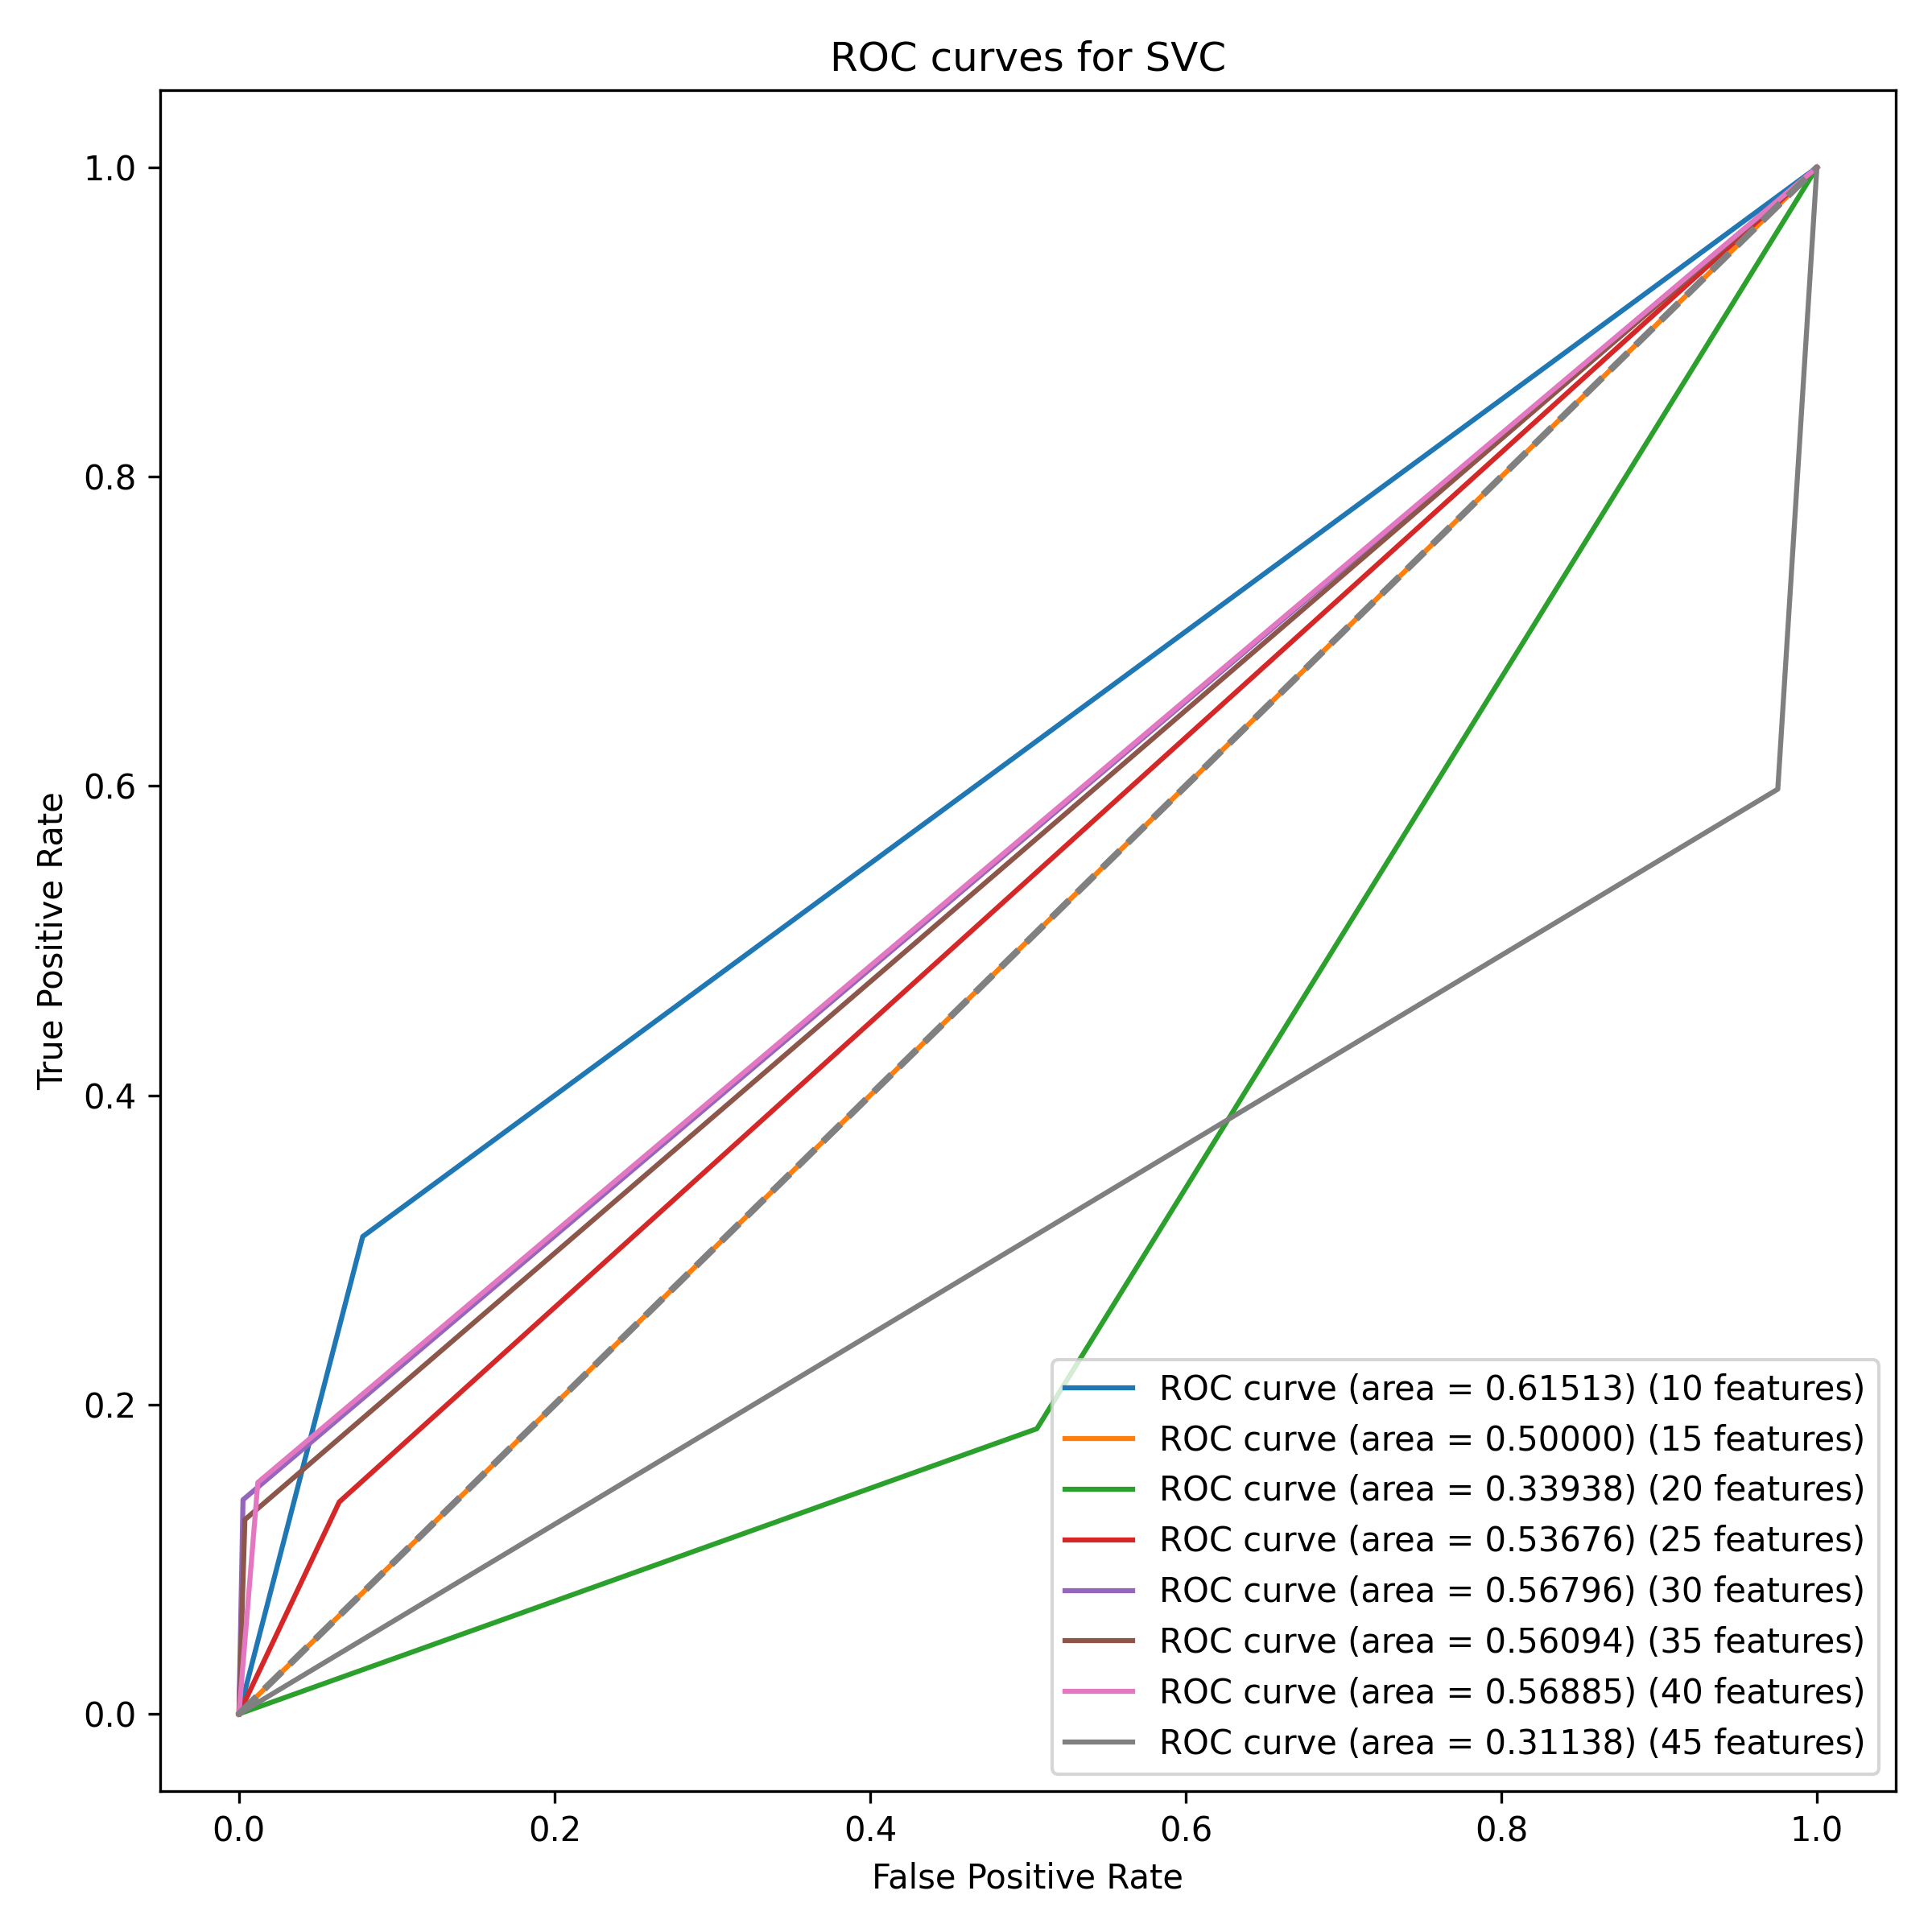 ROC curves for SVC
True Positive Rate
1.0
0.8
0.6
0.4
0.2
0.0
ROC curve (area = 0.61513) (10 features)
ROC curve (area = 0.50000) (15 features)
ROC curve (area = 0.33938) (20 features)
ROC curve (area = 0.53676) (25 features)
ROC curve (area = 0.56796) (30 features)
ROC curve (area = 0.56094) (35 features)
ROC curve (area = 0.56885) (40 features)
ROC curve (area = 0.31138) (45 features)
0.0 0.2 0.4 0.6 0.8 1.0
False Positive Rate